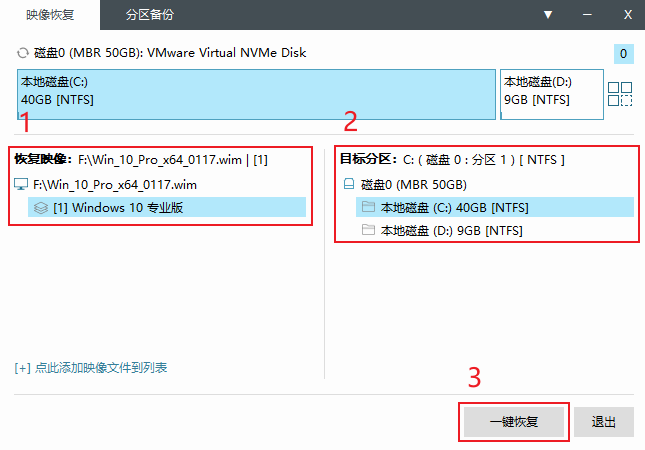 映像恢复 分区备份 ▼ — X
磁盘0 (MBR 50GB): VMware Virtual NVMe Disk 0
本地磁盘(C:) 本地磁盘(D:)
40GB [NTFS] 9GB [NTFS]
1 2
恢复映像: F:\Win_10_Pro_x64_0117.wim | [1]
F:\Win_10_Pro_x64_0117.wim
[1] Windows 10 专业版
目标分区: C: ( 磁盘 0 : 分区 1 ) [ NTFS ]
磁盘0 (MBR 50GB)
本地磁盘 (C:) 40GB [NTFS]
本地磁盘 (D:) 9GB [NTFS]
[+] 点此添加映像文件到列表
3
一键恢复 退出